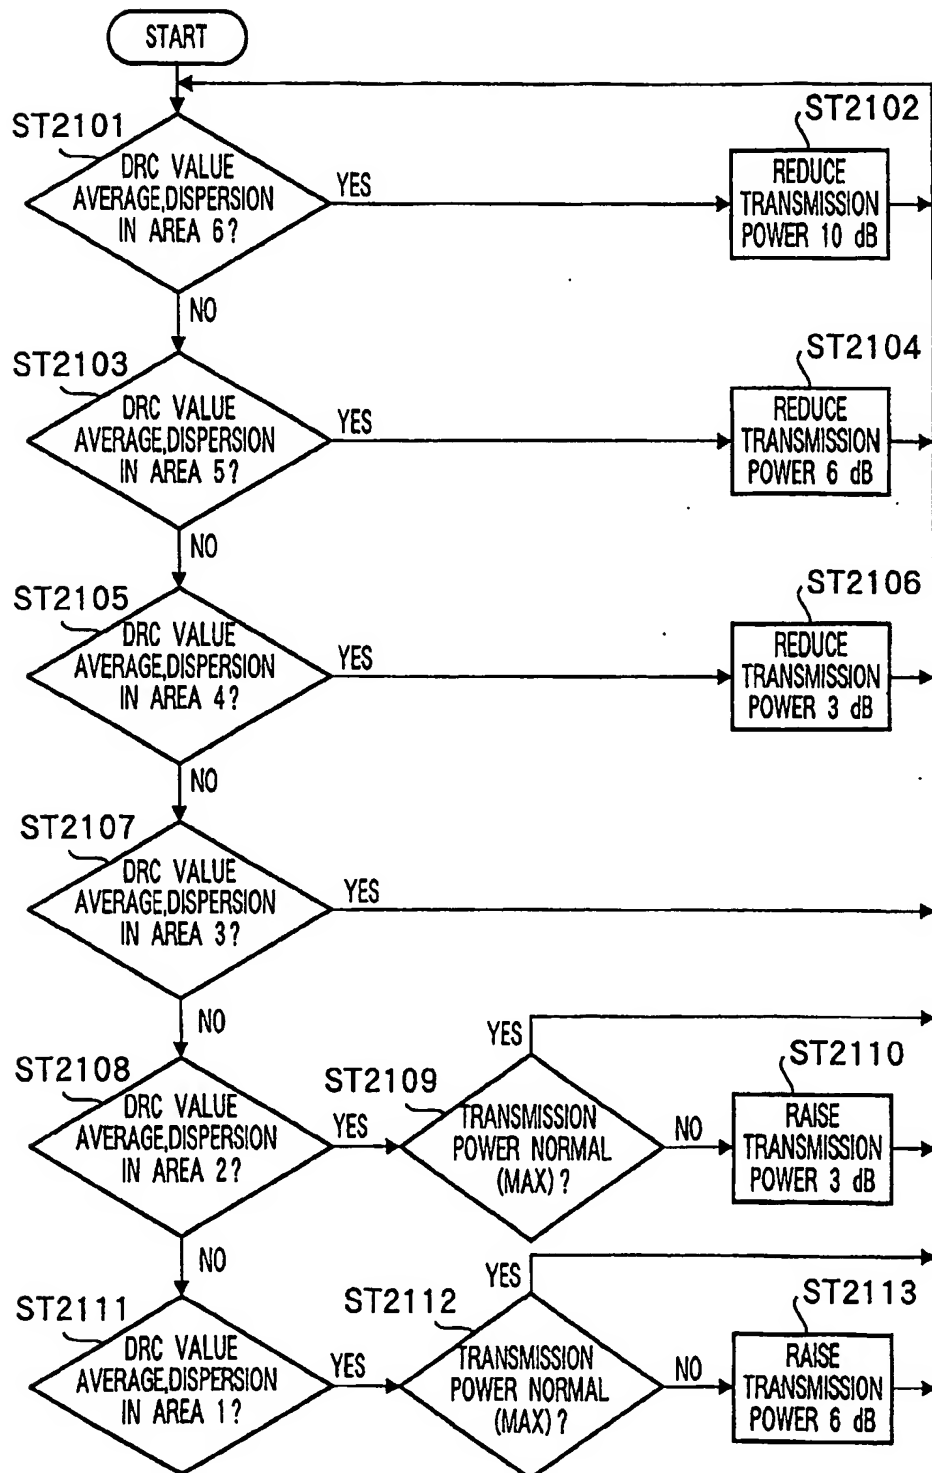 START
ST2101
DRC VALUE
AVERAGE,DISPERSION
IN AREA 6?
YES
NO
ST2102
REDUCE
TRANSMISSION
POWER 10 dB
ST2103
DRC VALUE
AVERAGE,DISPERSION
IN AREA 5?
YES
NO
ST2104
REDUCE
TRANSMISSION
POWER 6 dB
ST2105
DRC VALUE
AVERAGE,DISPERSION
IN AREA 4?
YES
NO
ST2106
REDUCE
TRANSMISSION
POWER 3 dB
ST2107
DRC VALUE
AVERAGE,DISPERSION
IN AREA 3?
YES
NO
ST2108
DRC VALUE
AVERAGE,DISPERSION
IN AREA 2?
YES
NO
ST2109
TRANSMISSION
POWER NORMAL
(MAX)?
YES
NO
ST2110
RAISE
TRANSMISSION
POWER 3 dB
ST2111
DRC VALUE
AVERAGE,DISPERSION
IN AREA 1?
YES
ST2112
TRANSMISSION
POWER NORMAL
(MAX)?
YES
NO
ST2113
RAISE
TRANSMISSION
POWER 6 dB